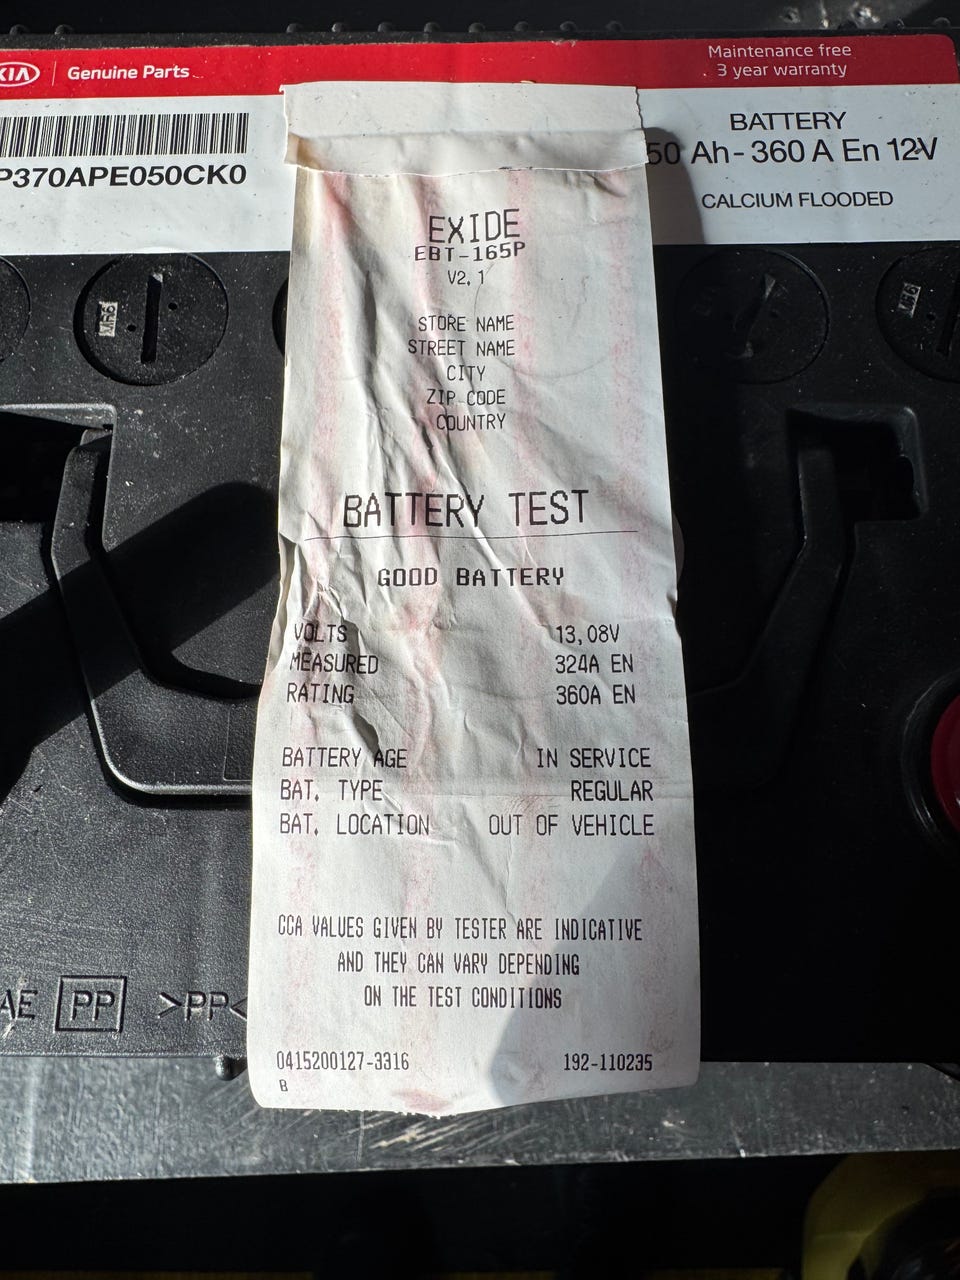 KIA Genuine Parts
Maintenance free
3 year warranty
P370APE050CK0
BATTERY
50 Ah - 360 A En 12V
CALCIUM FLOODED
EXIDE
EBT-165P
V2.1
STORE NAME
STREET NAME
CITY
ZIP CODE
COUNTRY
BATTERY TEST
GOOD BATTERY
VOLTS 13,08V
MEASURED 324A EN
RATING 360A EN
BATTERY AGE IN SERVICE
BAT. TYPE REGULAR
BAT. LOCATION OUT OF VEHICLE
CCA VALUES GIVEN BY TESTER ARE INDICATIVE
AND THEY CAN VARY DEPENDING
ON THE TEST CONDITIONS
0415200127-3316 192-110235
B
AE PP >PP<